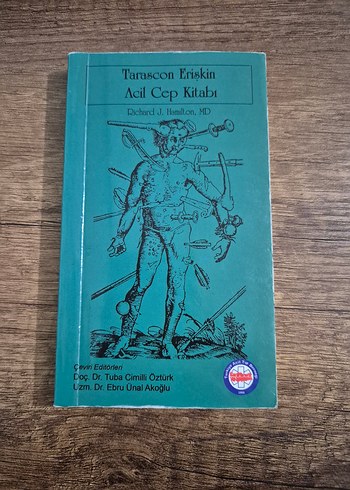 Tarascon Erişkin
Acil Cep Kitabı
Richard J. Hamilton, MD
Çeviri Editörleri
Doç. Dr. Tuba Cimilli Öztürk
Uzm. Dr. Ebru Ünal Akoğlu